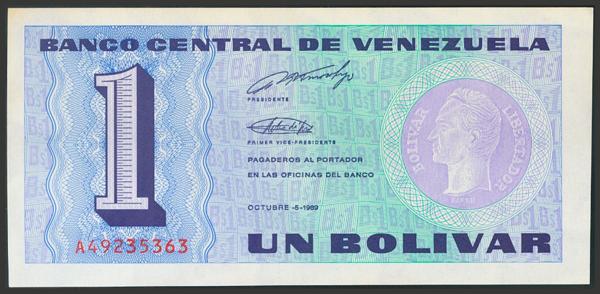 BANCO CENTRAL DE VENEZUELA
1
PRESIDENTE
PRIMER VICE-PRESIDENTE
PAGADEROS AL PORTADOR
EN LAS OFICINAS DEL BANCO
OCTUBRE -5-1989
BOLIVAR LIBERTADOR
A49235363
UN BOLIVAR